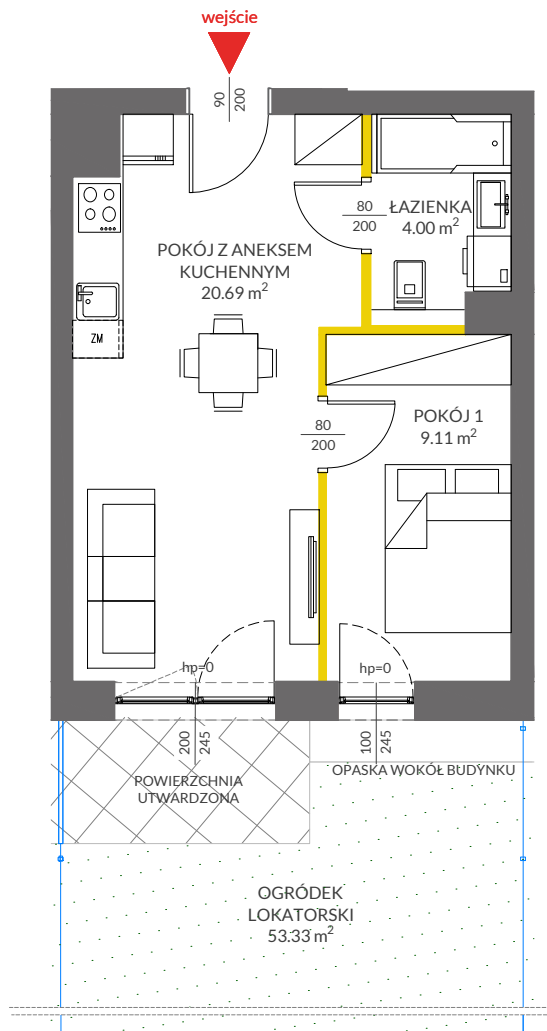 wejście
90
200
80
200
ŁAZIENKA
4.00 m²
POKÓJ Z ANEKSEM
KUCHENNYM
20.69 m²
ZM
80
200
POKÓJ 1
9.11 m²
hp=0
hp=0
200
245
100
245
POWIERZCHNIA
UTWARDZONA
OPASKA WOKÓŁ BUDYNKU
OGRÓDEK
LOKATORSKI
53.33 m²